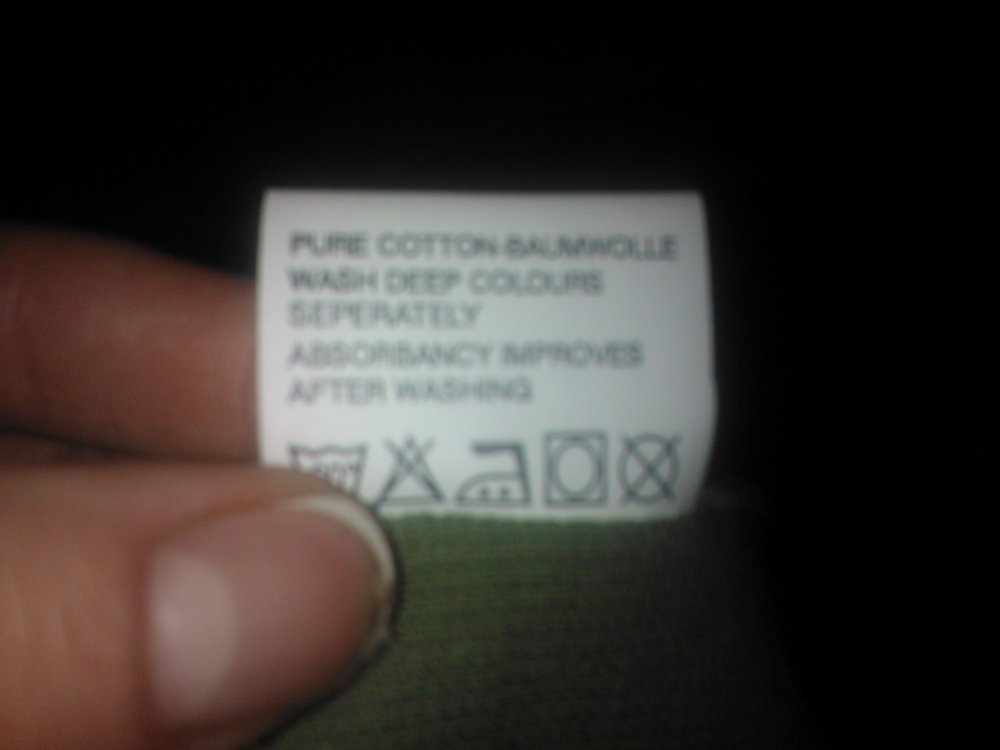 PURE COTTON-BAUMWOLLE
WASH DEEP COLOURS
SEPERATELY
ABSORBANCY IMPROVES
AFTER WASHING